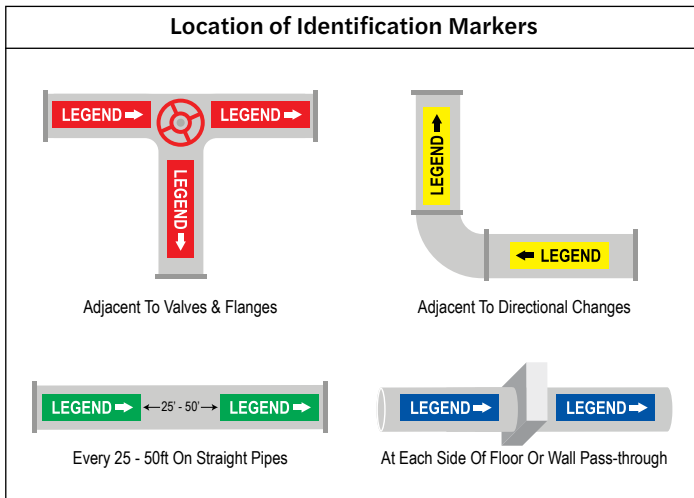 Location of Identification Markers
LEGEND
LEGEND
LEGEND
Adjacent To Valves & Flanges
LEGEND
LEGEND
Adjacent To Directional Changes
LEGEND
25' - 50'
LEGEND
Every 25 - 50ft On Straight Pipes
LEGEND
LEGEND
At Each Side Of Floor Or Wall Pass-through